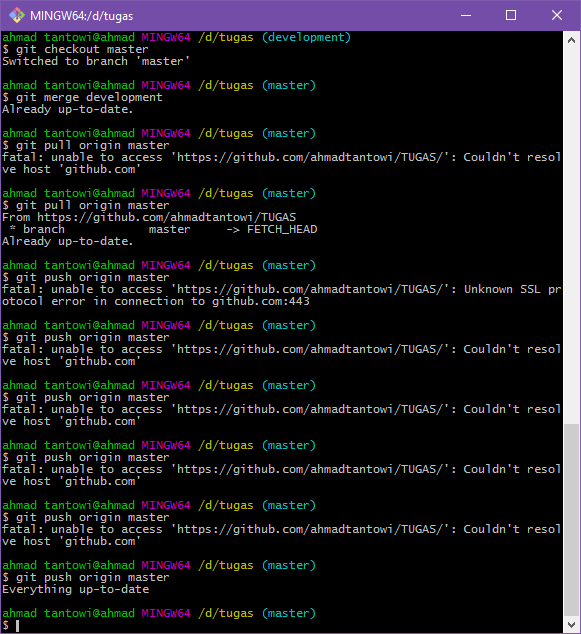 MINGW64:/d/tugas
ahmad tantowi@ahmad MINGW64 /d/tugas (development)
$ git checkout master
Switched to branch 'master'
ahmad tantowi@ahmad MINGW64 /d/tugas (master)
$ git merge development
Already up-to-date.
ahmad tantowi@ahmad MINGW64 /d/tugas (master)
$ git pull origin master
fatal: unable to access 'https://github.com/ahmadtantowi/TUGAS/': Couldn't resol
ve host 'github.com'
ahmad tantowi@ahmad MINGW64 /d/tugas (master)
$ git pull origin master
From https://github.com/ahmadtantowi/TUGAS
 * branch            master     -> FETCH_HEAD
Already up-to-date.
ahmad tantowi@ahmad MINGW64 /d/tugas (master)
$ git push origin master
fatal: unable to access 'https://github.com/ahmadtantowi/TUGAS/': Unknown SSL pr
otocol error in connection to github.com:443
ahmad tantowi@ahmad MINGW64 /d/tugas (master)
$ git push origin master
fatal: unable to access 'https://github.com/ahmadtantowi/TUGAS/': Couldn't resol
ve host 'github.com'
ahmad tantowi@ahmad MINGW64 /d/tugas (master)
$ git push origin master
fatal: unable to access 'https://github.com/ahmadtantowi/TUGAS/': Couldn't resol
ve host 'github.com'
ahmad tantowi@ahmad MINGW64 /d/tugas (master)
$ git push origin master
fatal: unable to access 'https://github.com/ahmadtantowi/TUGAS/': Couldn't resol
ve host 'github.com'
ahmad tantowi@ahmad MINGW64 /d/tugas (master)
$ git push origin master
fatal: unable to access 'https://github.com/ahmadtantowi/TUGAS/': Couldn't resol
ve host 'github.com'
ahmad tantowi@ahmad MINGW64 /d/tugas (master)
$ git push origin master
Everything up-to-date
ahmad tantowi@ahmad MINGW64 /d/tugas (master)
$